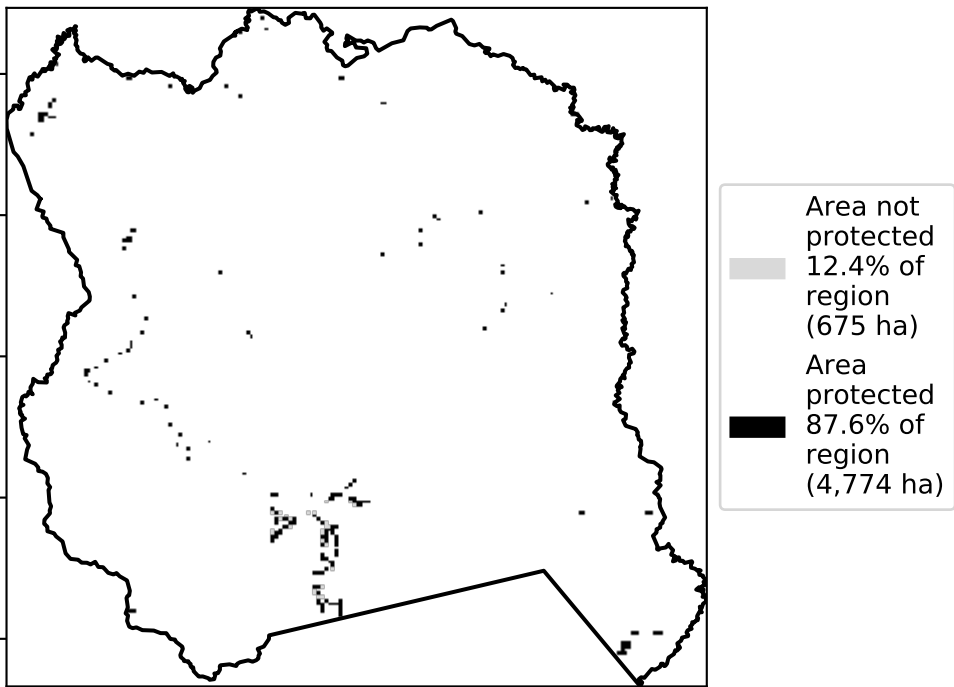 Area not
protected
12.4% of
region
(675 ha)
Area
protected
87.6% of
region
(4,774 ha)